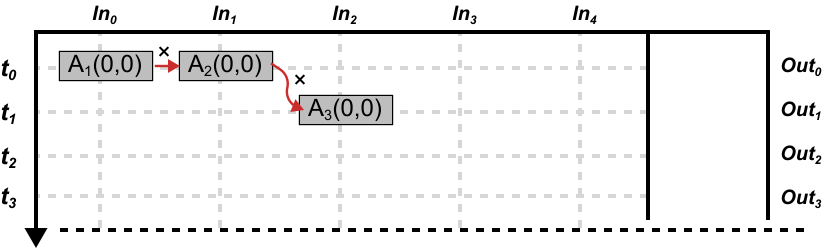 In₀ In₁ In₂ In₃ In₄
t₀ A₁(0,0) × A₂(0,0) Out₀
×
t₁ A₃(0,0) Out₁
t₂ Out₂
t₃ Out₃